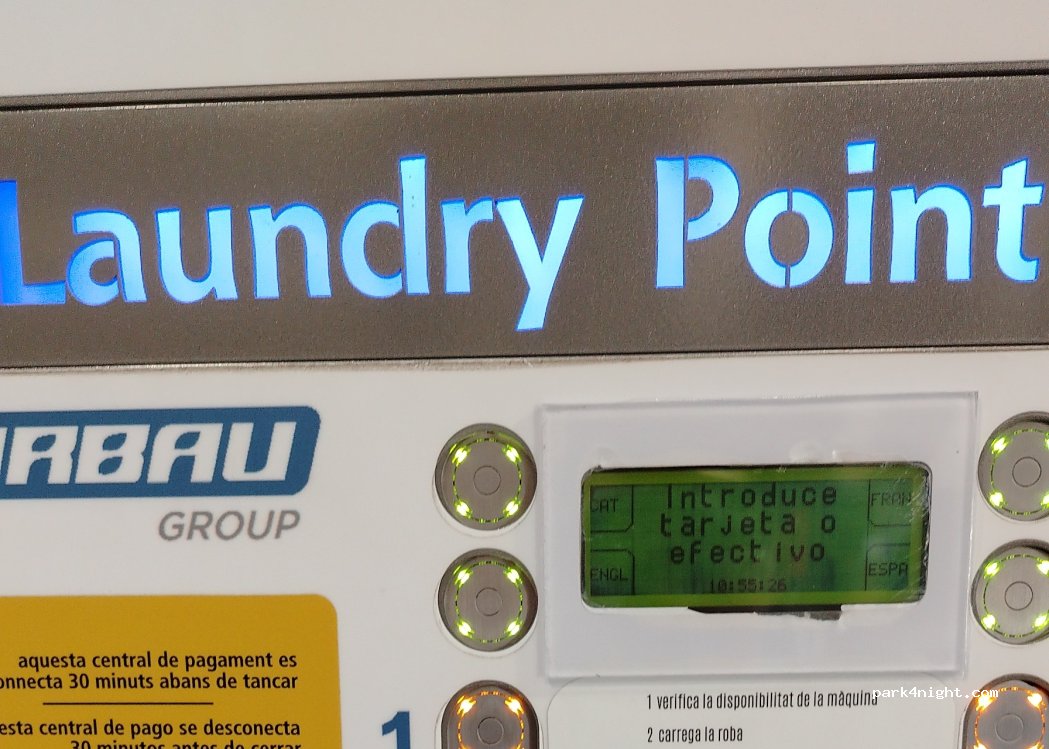 Laundry Point
RBAU
GROUP
CAT
FRAN
Introduce
tarjeta o
efectivo
ENGL
ESPA
10:55:26
aquesta central de pagament es
onnecta 30 minuts abans de tancar
esta central de pago se desconecta
30 minutos antes de cerrar
1
1 verifica la disponibilitat de la màquina
2 carrega la roba
park4night.com